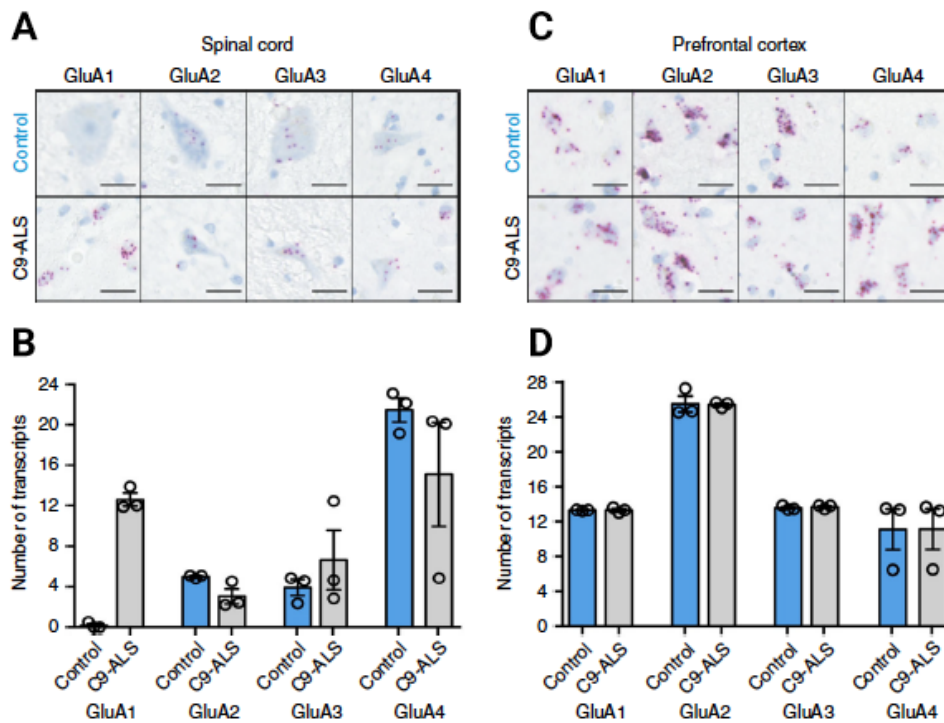 A
Spinal cord
GluA1 GluA2 GluA3 GluA4
Control
C9-ALS
B
Number of transcripts
24
20
16
12
8
4
0
Control C9-ALS Control C9-ALS Control C9-ALS Control C9-ALS
GluA1 GluA2 GluA3 GluA4
C
Prefrontal cortex
GluA1 GluA2 GluA3 GluA4
Control
C9-ALS
D
Number of transcripts
28
24
20
16
12
8
4
0
Control C9-ALS Control C9-ALS Control C9-ALS Control C9-ALS
GluA1 GluA2 GluA3 GluA4